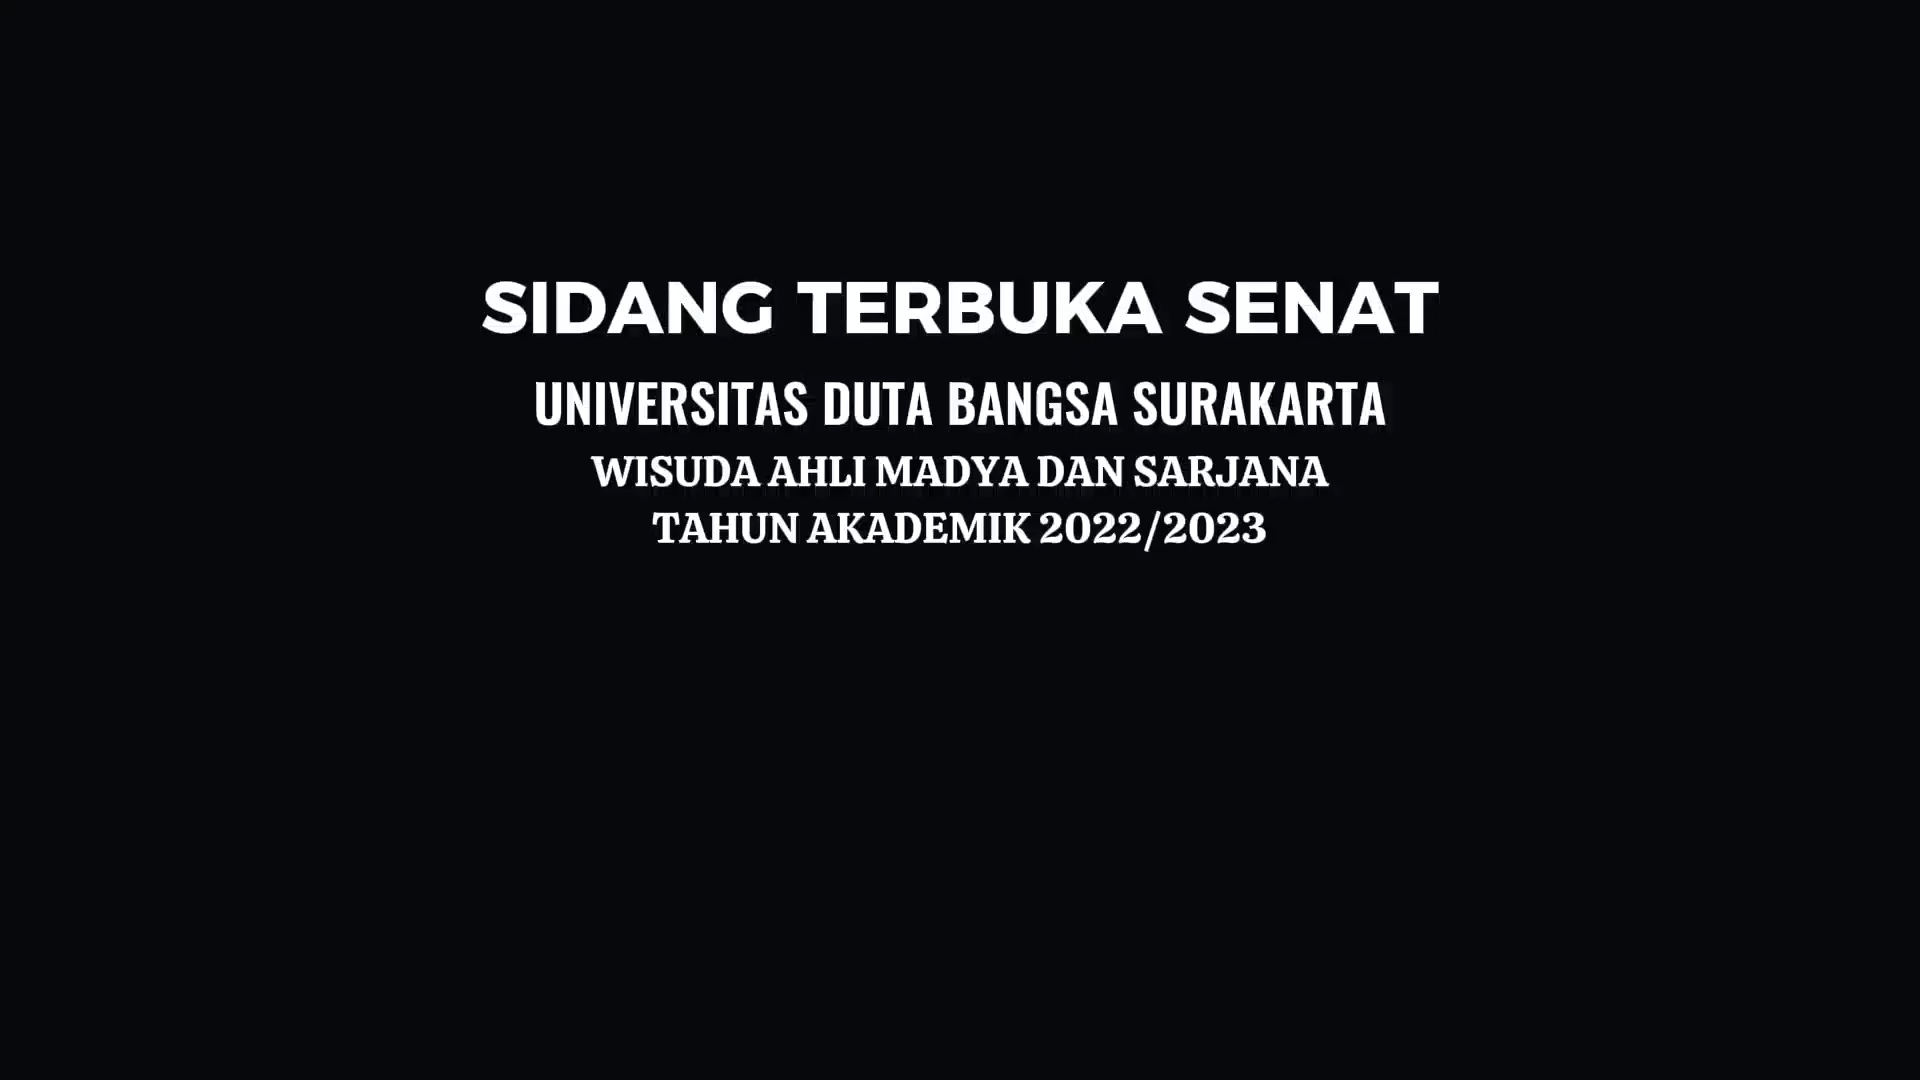 SIDANG TERBUKA SENAT
UNIVERSITAS DUTA BANGSA SURAKARTA
WISUDA AHLI MADYA DAN SARJANA
TAHUN AKADEMIK 2022/2023